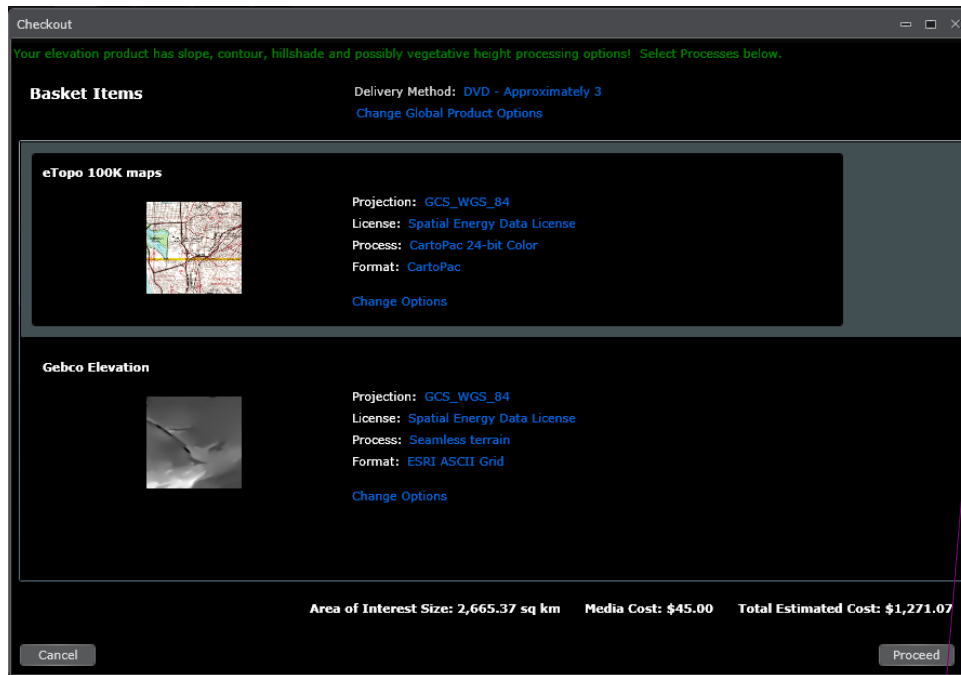 Checkout
Your elevation product has slope, contour, hillshade and possibly vegetative height processing options! Select Processes below.
Basket Items
Delivery Method: DVD - Approximately 3
Change Global Product Options
eTopo 100K maps
Projection: GCS_WGS_84
License: Spatial Energy Data License
Process: CartoPac 24-bit Color
Format: CartoPac
Change Options
Gebco Elevation
Projection: GCS_WGS_84
License: Spatial Energy Data License
Process: Seamless terrain
Format: ESRI ASCII Grid
Change Options
Area of Interest Size: 2,665.37 sq km Media Cost: $45.00 Total Estimated Cost: $1,271.07
Cancel Proceed